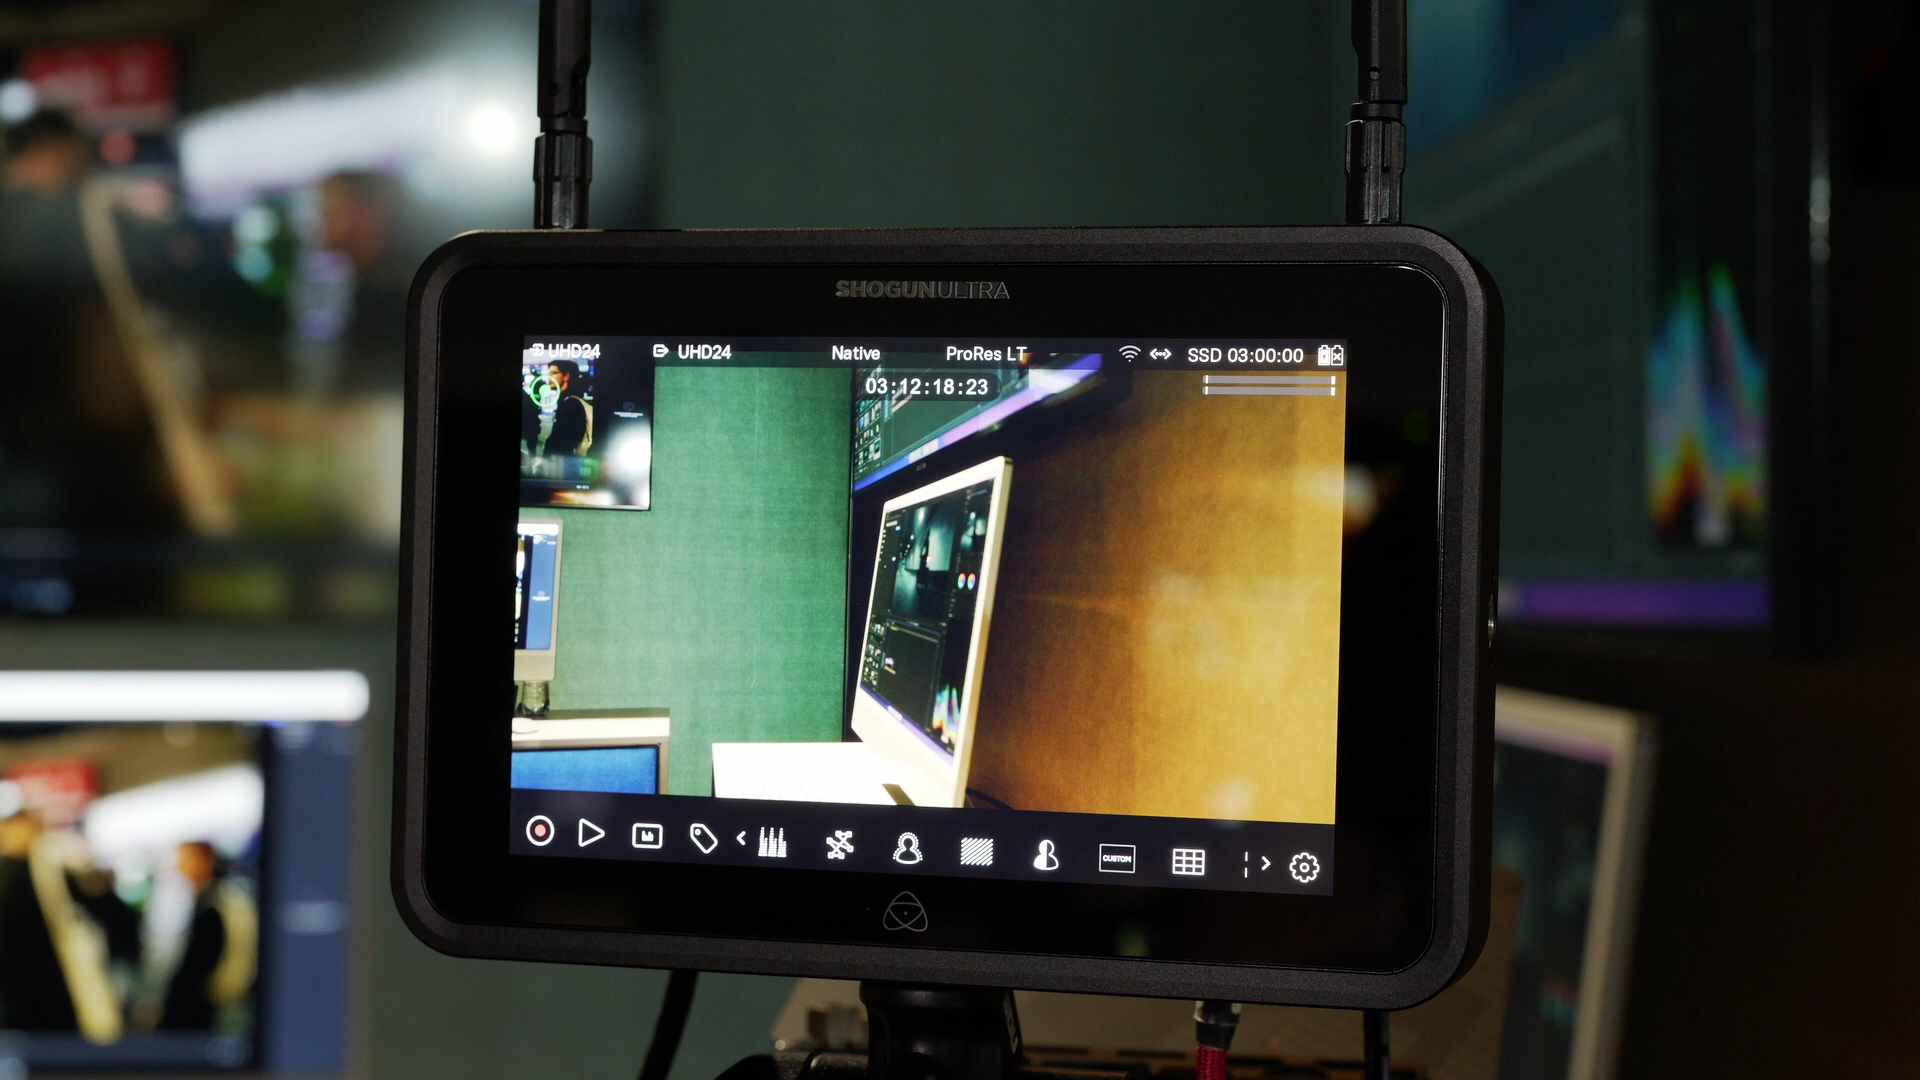 SHOGUNULTRA
UHD24 UHD24 Native ProRes LT SSD 03:00:00
03:12:18:23
CUSTOM